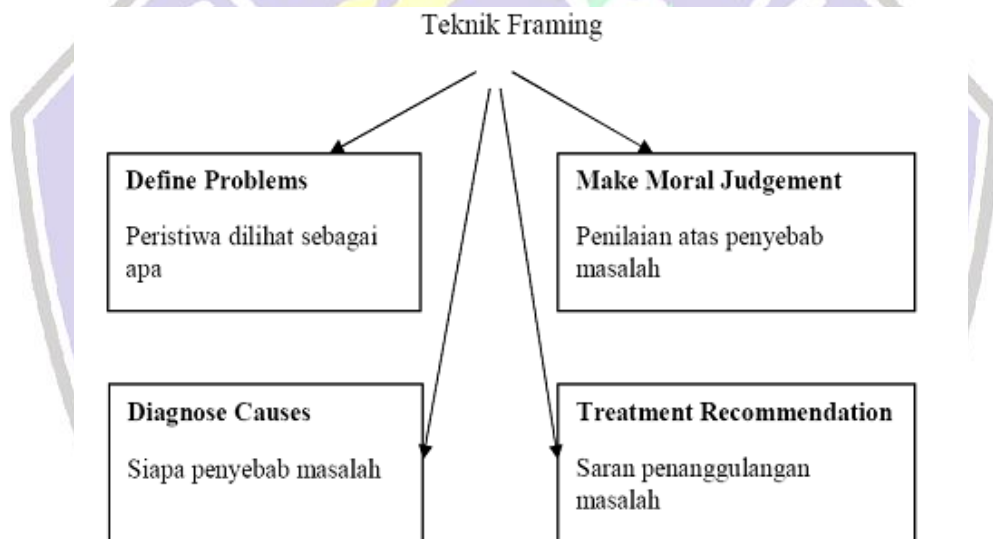 Teknik Framing
Define Problems
Peristiwa dilihat sebagai
apa
Make Moral Judgement
Penilaian atas penyebab
masalah
Diagnose Causes
Siapa penyebab masalah
Treatment Recommendation
Saran penanggulangan
masalah